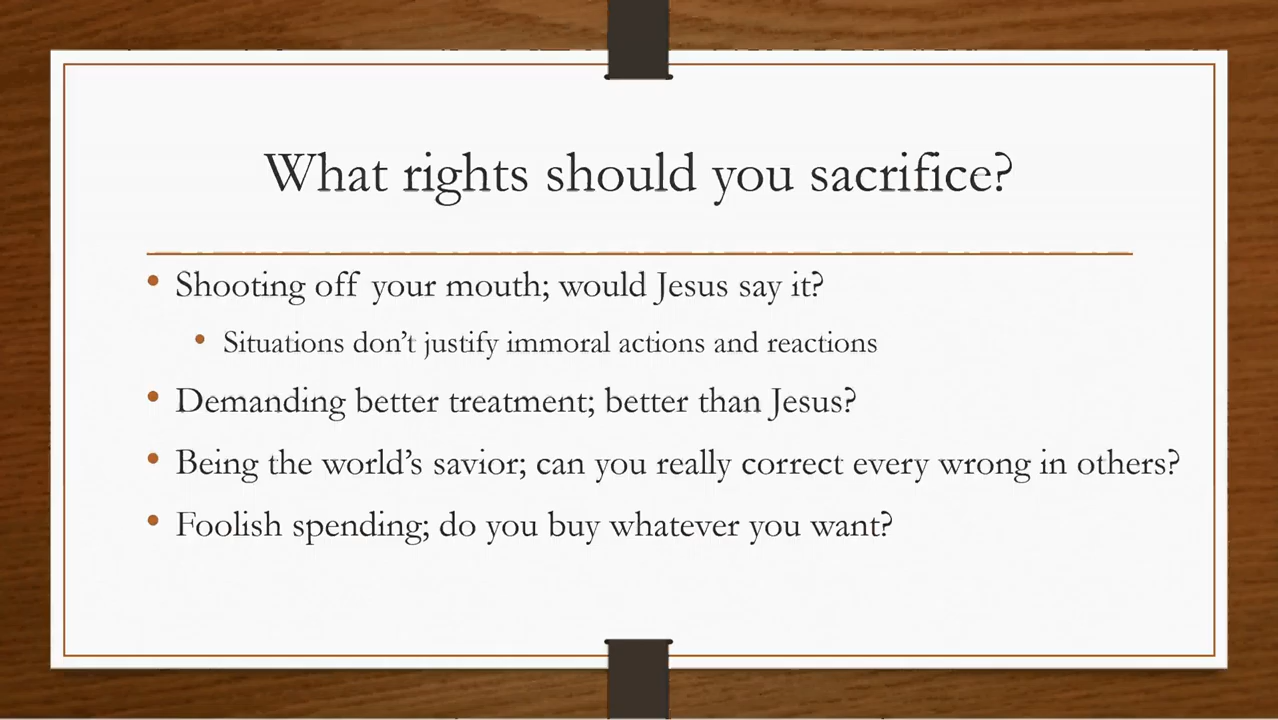 What rights should you sacrifice?
• Shooting off your mouth; would Jesus say it?
• Situations don't justify immoral actions and reactions
• Demanding better treatment; better than Jesus?
• Being the world's savior; can you really correct every wrong in others?
• Foolish spending; do you buy whatever you want?